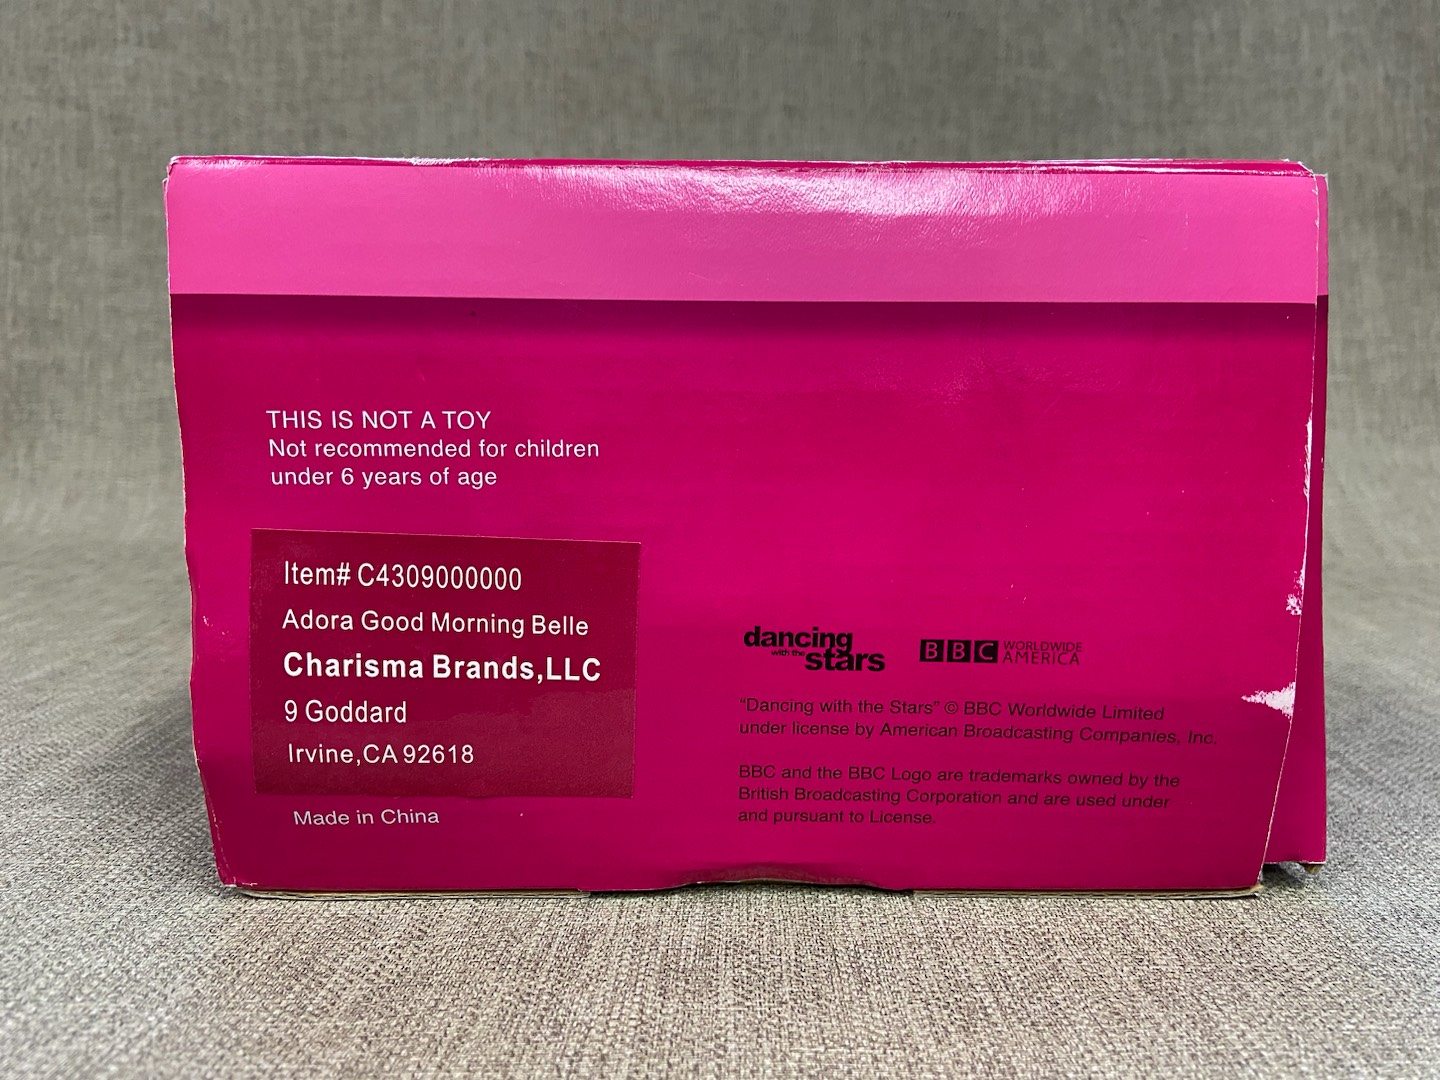 THIS IS NOT A TOY
Not recommended for children
under 6 years of age
Item# C4309000000
Adora Good Morning Belle
Charisma Brands,LLC
9 Goddard
Irvine,CA 92618
Made in China
dancing
with the
stars
BBC WORLDWIDE
AMERICA
"Dancing with the Stars" © BBC Worldwide Limited
under license by American Broadcasting Companies, Inc.
BBC and the BBC Logo are trademarks owned by the
British Broadcasting Corporation and are used under
and pursuant to License.